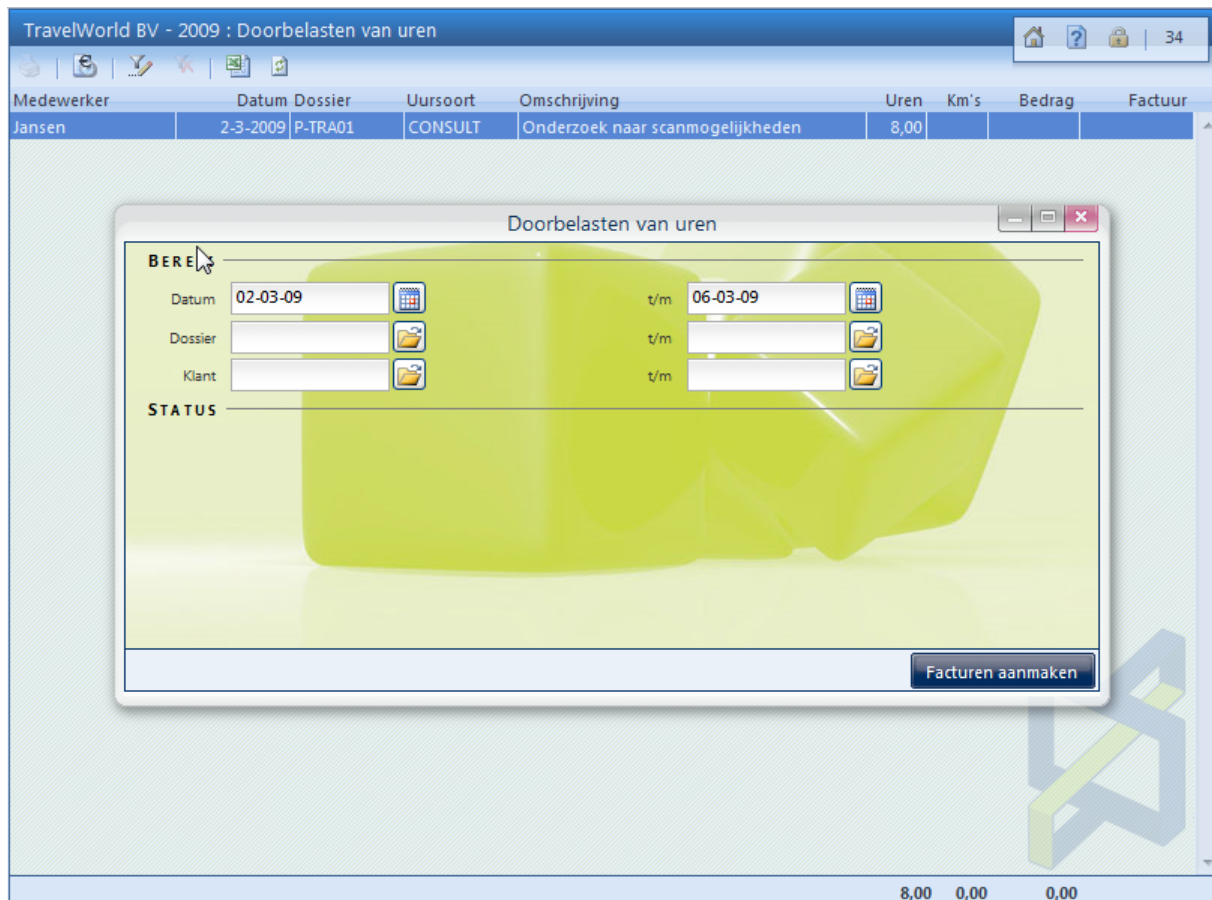 TravelWorld BV - 2009 : Doorbelasten van uren
34
Medewerker Datum Dossier Uursoort Omschrijving Uren Km's Bedrag Factuur
Jansen 2-3-2009 P-TRA01 CONSULT Onderzoek naar scanmogelijkheden 8,00
Doorbelasten van uren
Datum 02-03-09 t/m 06-03-09
Dossier t/m
Klant t/m
STATUS
Facturen aanmaken
8,00 0,00 0,00